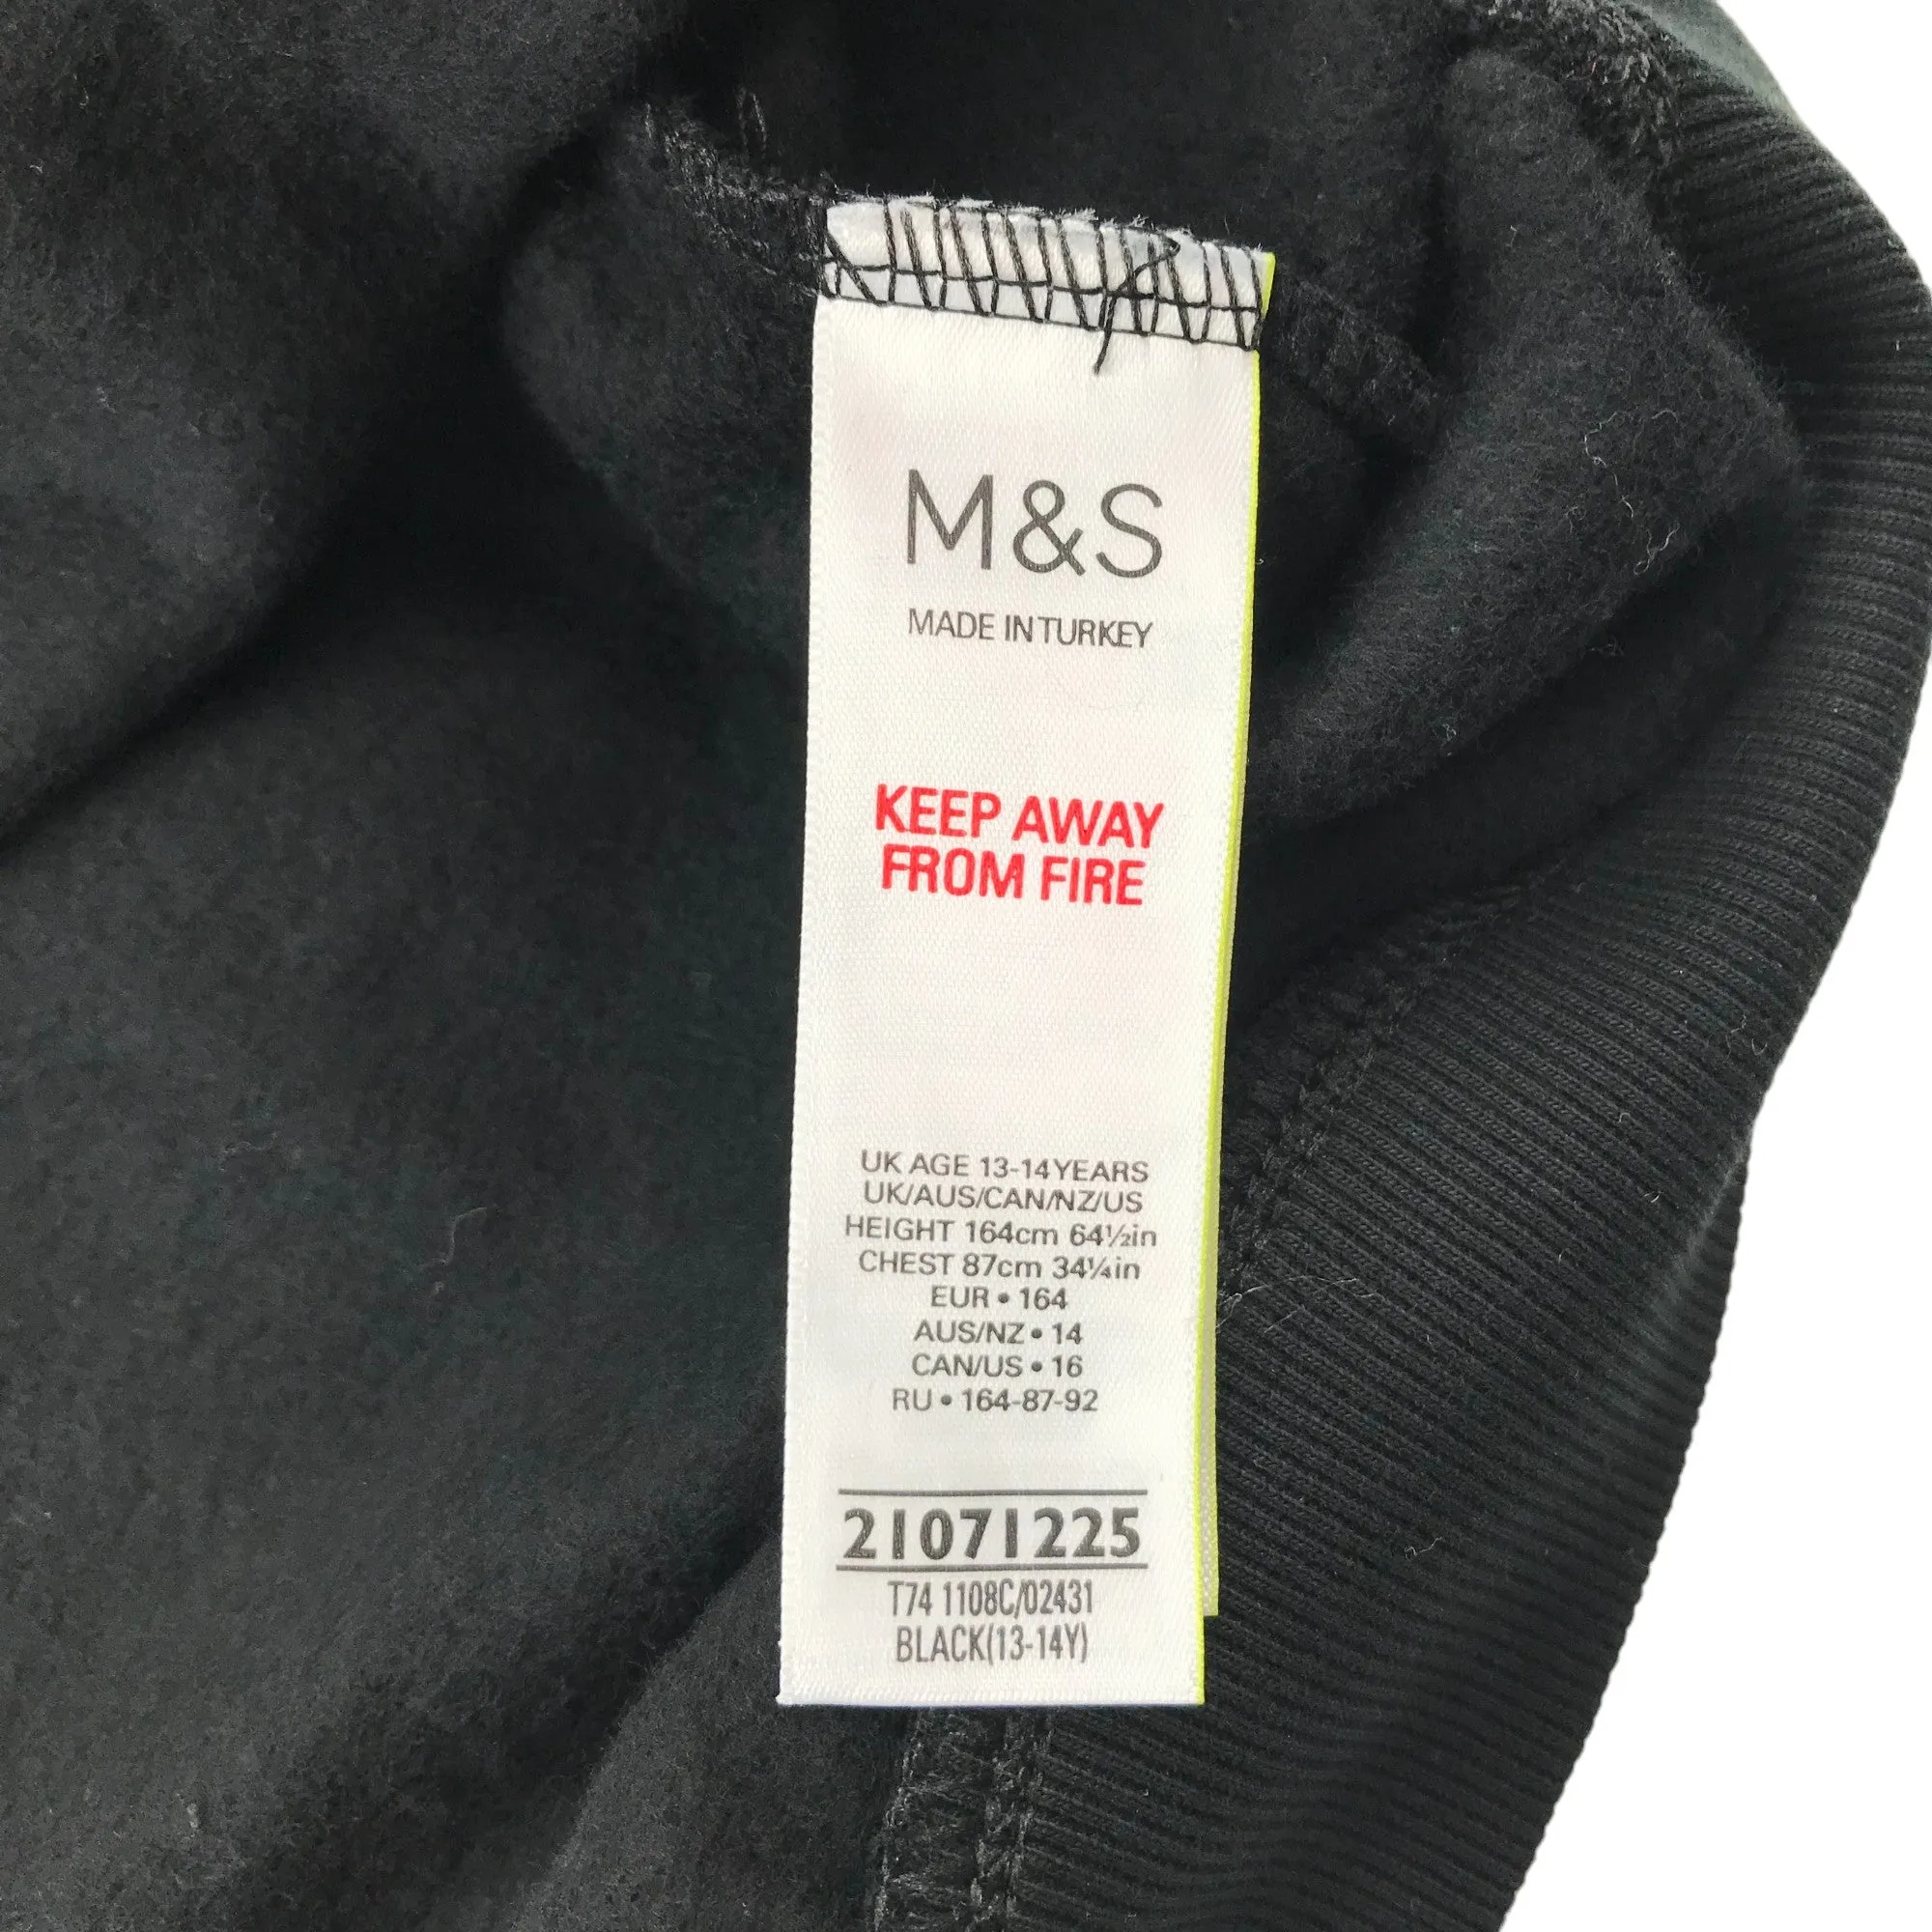 M&S
MADE IN TURKEY
KEEP AWAY
FROM FIRE
UK AGE 13-14 YEARS
UK/AUS/CAN/NZ/US
HEIGHT 164cm 64½in
CHEST 87cm 34¼in
EUR • 164
AUS/NZ • 14
CAN/US • 16
RU • 164-87-92
21071225
T74 1108C/02431
BLACK(13-14Y)